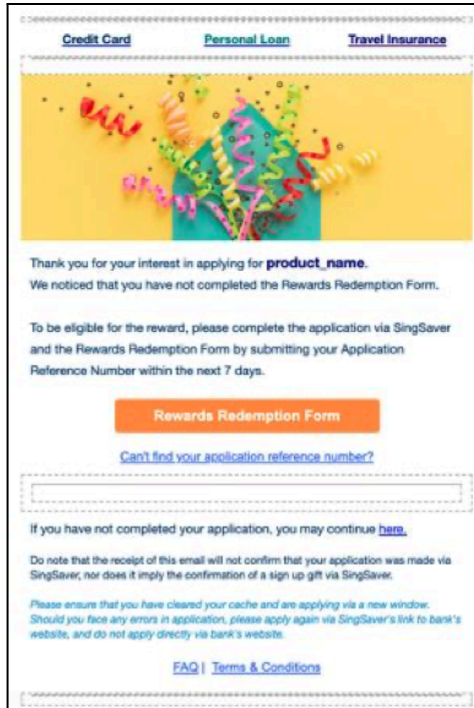 Credit Card Personal Loan Travel Insurance
Thank you for your interest in applying for product_name.
We noticed that you have not completed the Rewards Redemption Form.
To be eligible for the reward, please complete the application via SingSaver
and the Rewards Redemption Form by submitting your Application
Reference Number within the next 7 days.
Rewards Redemption Form
Can't find your application reference number?
If you have not completed your application, you may continue here.
Do note that the receipt of this email will not confirm that your application was made via
SingSaver, nor does it imply the confirmation of a sign up gift via SingSaver.
Please ensure that you have cleared your cache and are applying via a new window.
Should you face any errors in application, please apply again via SingSaver's link to bank's
website, and do not apply directly via bank's website.
FAQ | Terms & Conditions